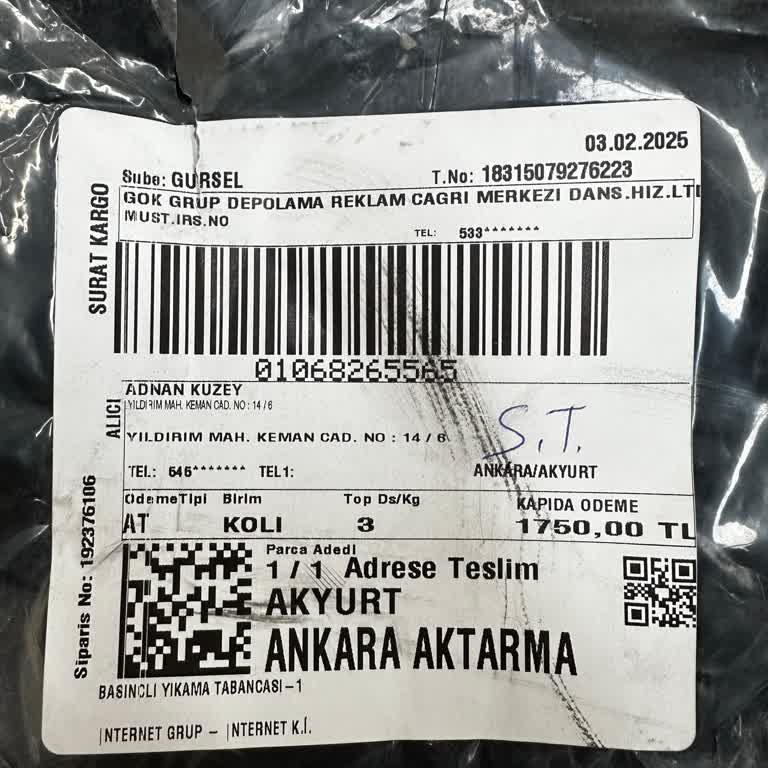 03.02.2025
Sube: GURSEL T.No: 18315079276223
GOK GRUP DEPOLAMA REKLAM CAGRI MERKEZI DANS.HIZ.LT
MUST.IRS.NO
TEL: 533*******
SURAT KARGO
01068265565
ALICI
ADNAN KUZEY
YILDIRIM MAH. KEMAN CAD. NO : 14 / 6
YILDIRIM MAH. KEMAN CAD. NO : 14 / 6
S.T.
TEL.: 545******* TEL1: ANKARA/AKYURT
OdemeTipi Birim Top Ds/Kg KAPIDA ODEME
AT KOLI 3 1750,00 TL
Siparis No: 192376106
Parca Adedi
1 / 1 Adrese Teslim
AKYURT
ANKARA AKTARMA
BASINCLI YIKAMA TABANCASI-1
INTERNET GRUP - INTERNET K.İ.